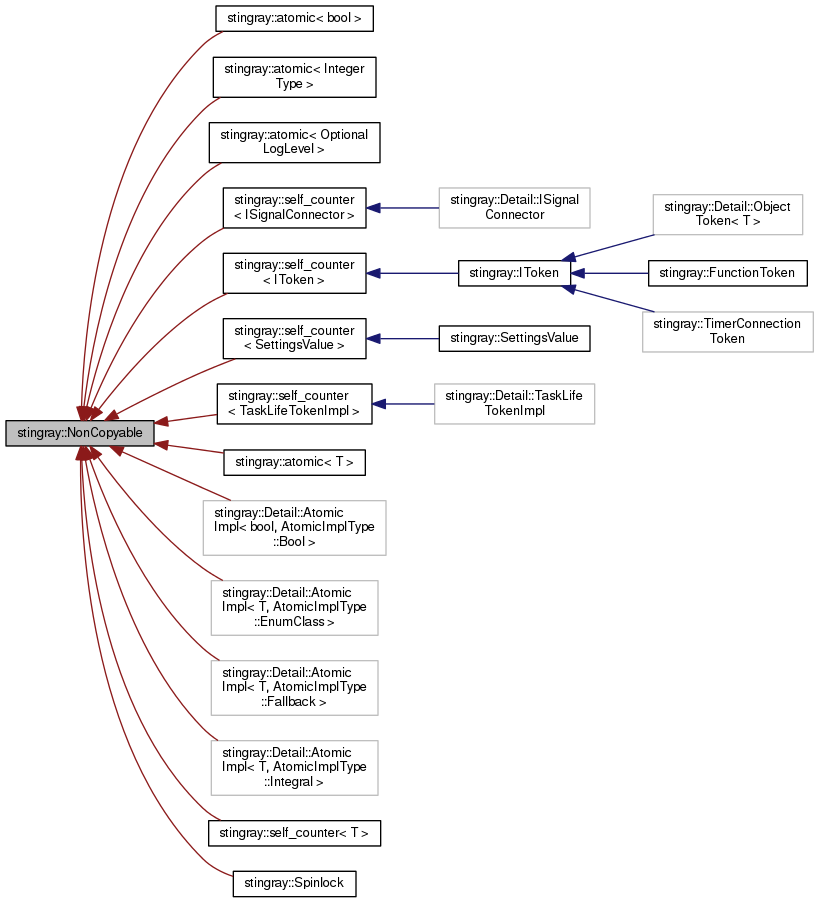 stingray::atomic< bool >
stingray::atomic< Integer
Type >
stingray::atomic< Optional
LogLevel >
stingray::self_counter
< ISignalConnector >
stingray::Detail::ISignal
Connector
stingray::Detail::Object
Token< T >
stingray::self_counter
< IToken >
stingray::IToken
stingray::FunctionToken
stingray::TimerConnection
Token
stingray::self_counter
< SettingsValue >
stingray::SettingsValue
stingray::self_counter
< TaskLifeTokenImpl >
stingray::Detail::TaskLife
TokenImpl
stingray::NonCopyable
stingray::atomic< T >
stingray::Detail::Atomic
Impl< bool, AtomicImplType
::Bool >
stingray::Detail::Atomic
Impl< T, AtomicImplType
::EnumClass >
stingray::Detail::Atomic
Impl< T, AtomicImplType
::Fallback >
stingray::Detail::Atomic
Impl< T, AtomicImplType
::Integral >
stingray::self_counter< T >
stingray::Spinlock